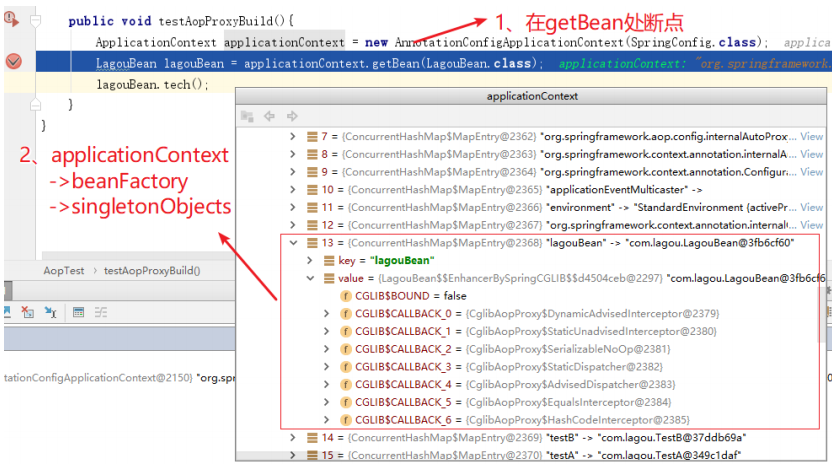 public void testAopProxyBuild(){
1、在getBean处断点
ApplicationContext applicationContext = new AnnotationConfigApplicationContext(SpringConfig.class); applica
LagouBean lagouBean = applicationContext.getBean(LagouBean.class); applicationContext: "org.springframework.
lagouBean.tech();
}
}
applicationContext
7 = {ConcurrentHashMap$MapEntry@2362} "org.springframework.aop.config.internalAutoProx... View
8 = {ConcurrentHashMap$MapEntry@2363} "org.springframework.context.annotation.internalA... View
9 = {ConcurrentHashMap$MapEntry@2364} "org.springframework.context.annotation.Configur... View
10 = {ConcurrentHashMap$MapEntry@2365} "applicationEventMulticaster" ->
11 = {ConcurrentHashMap$MapEntry@2366} "environment" -> "StandardEnvironment {activePr... View
12 = {ConcurrentHashMap$MapEntry@2367} "org.springframework.context.annotation.internal... View
2、applicationContext
->beanFactory
->singletonObjects
13 = {ConcurrentHashMap$MapEntry@2368} "lagouBean" -> "com.lagou.LagouBean@3fb6cf60"
key = "lagouBean"
value = {LagouBean$$EnhancerBySpringCGLIB$$d4504ceb@2297} "com.lagou.LagouBean@3fb6cf6
f CGLIB$BOUND = false
f CGLIB$CALLBACK_0 = {CglibAopProxy$DynamicAdvisedInterceptor@2379}
f CGLIB$CALLBACK_1 = {CglibAopProxy$StaticUnadvisedInterceptor@2380}
f CGLIB$CALLBACK_2 = {CglibAopProxy$SerializableNoOp@2381}
f CGLIB$CALLBACK_3 = {CglibAopProxy$StaticDispatcher@2382}
f CGLIB$CALLBACK_4 = {CglibAopProxy$AdvisedDispatcher@2383}
f CGLIB$CALLBACK_5 = {CglibAopProxy$EqualsInterceptor@2384}
f CGLIB$CALLBACK_6 = {CglibAopProxy$HashCodeInterceptor@2385}
14 = {ConcurrentHashMap$MapEntry@2369} "testB" -> "com.lagou.TestB@37ddb69a"
15 = {ConcurrentHashMap$MapEntry@2370} "testA" -> "com.lagou.TestA@349c1daf"
AopTest > testAopProxyBuild()
tationConfigApplicationContext@2150} "org.spr